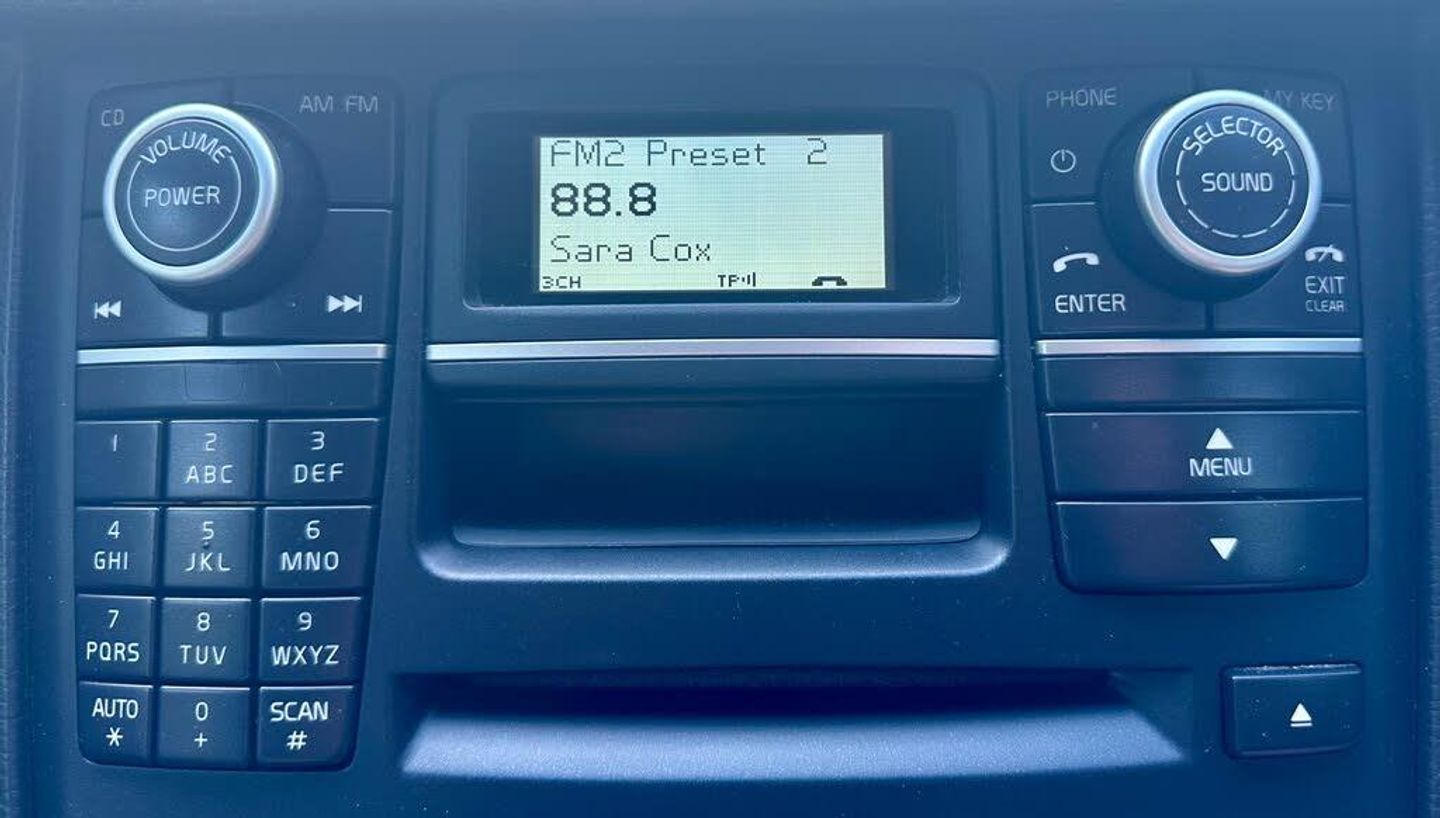 CD
AM FM
VOLUME
POWER
FM2 Preset 2
88.8
Sara Cox
3CH TP
PHONE
MY KEY
SELECTOR
SOUND
ENTER
EXIT
CLEAR
1
2
ABC
3
DEF
4
GHI
5
JKL
6
MNO
7
PQRS
8
TUV
9
WXYZ
AUTO
*
0
+
SCAN
#
MENU